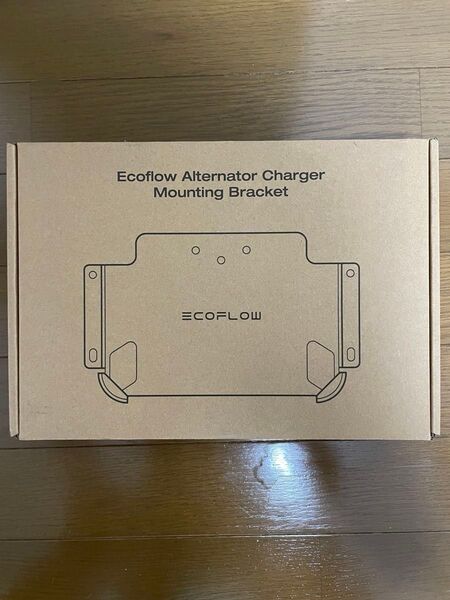 Ecoflow Alternator Charger
Mounting Bracket
ECOFLOW